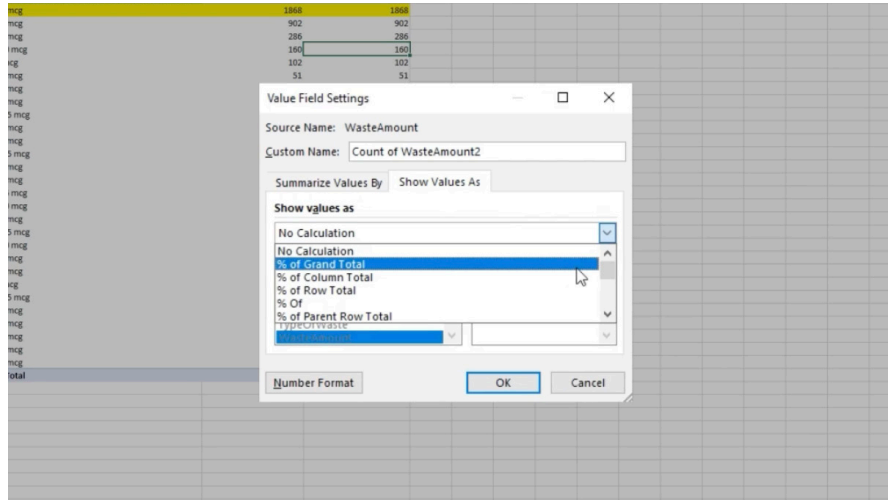 mcg 1868 1868
mcg 902 902
mcg 286 286
mcg 160 160
mcg 102 102
mcg 51 51
mcg
mcg
5 mcg
mcg
mcg
5 mcg
mcg
mcg
mcg
mcg
mcg
5 mcg
mcg
mcg
mcg
mcg
5 mcg
mcg
mcg
mcg
mcg
mcg
Total
Value Field Settings
Source Name: WasteAmount
Custom Name: Count of WasteAmount2
Summarize Values By Show Values As
Show values as
No Calculation
No Calculation
% of Grand Total
% of Column Total
% of Row Total
% Of
% of Parent Row Total
TypeOfWaste
WasteAmount
Number Format OK Cancel